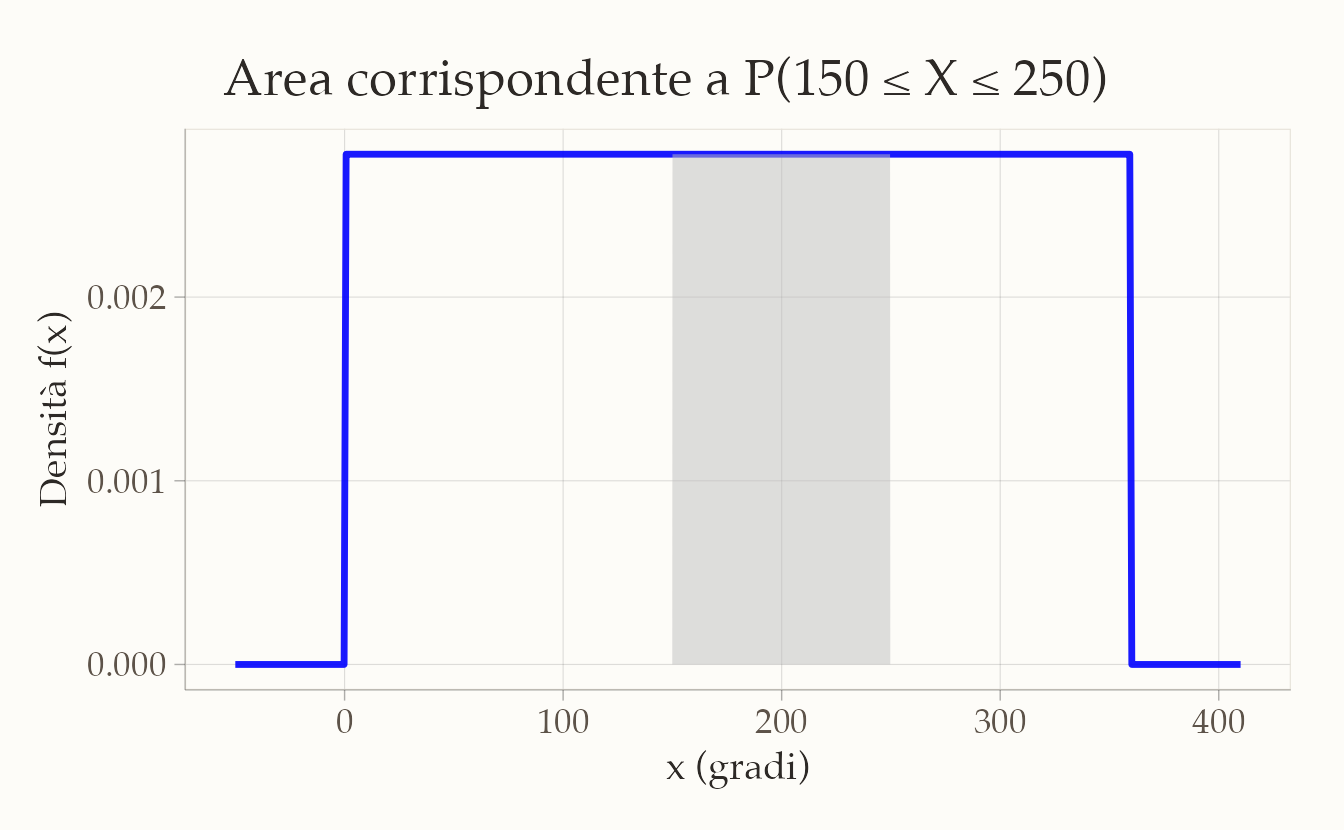 Area corrispondente a P(150 ≤ X ≤ 250)
Densità f(x)
0.002
0.001
0.000
0 100 200 300 400
x (gradi)